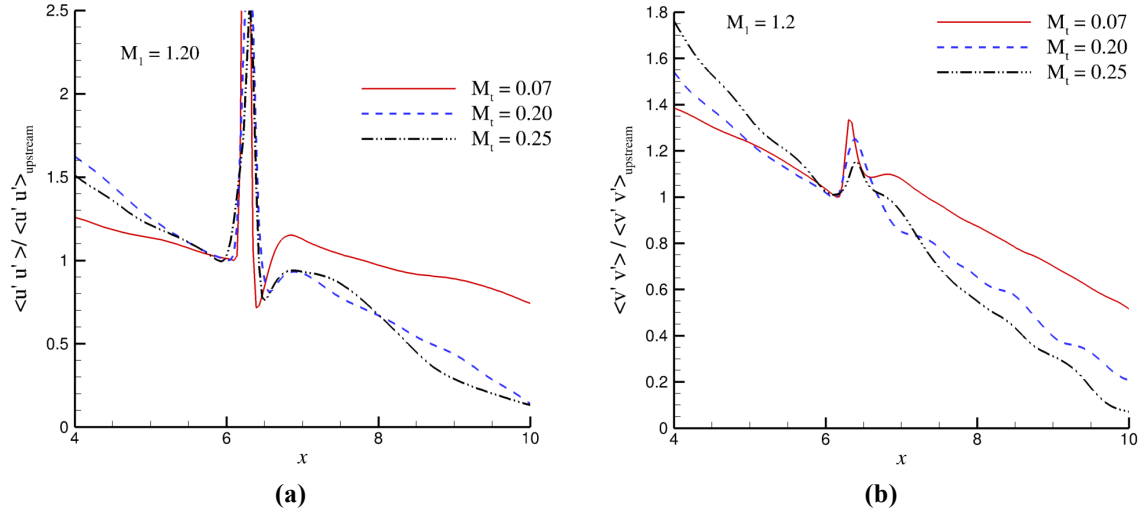 M₁ = 1.20
Mₜ = 0.07
Mₜ = 0.20
Mₜ = 0.25
<u' u' > / <u' u'>upstream
2.5
2
1.5
1
0.5
0
4
6
8
10
x
(a)
M₁ = 1.2
Mₜ = 0.07
Mₜ = 0.20
Mₜ = 0.25
<v' v'> / <v' v'>upstream
1.8
1.6
1.4
1.2
1
0.8
0.6
0.4
0.2
0
4
6
8
10
x
(b)